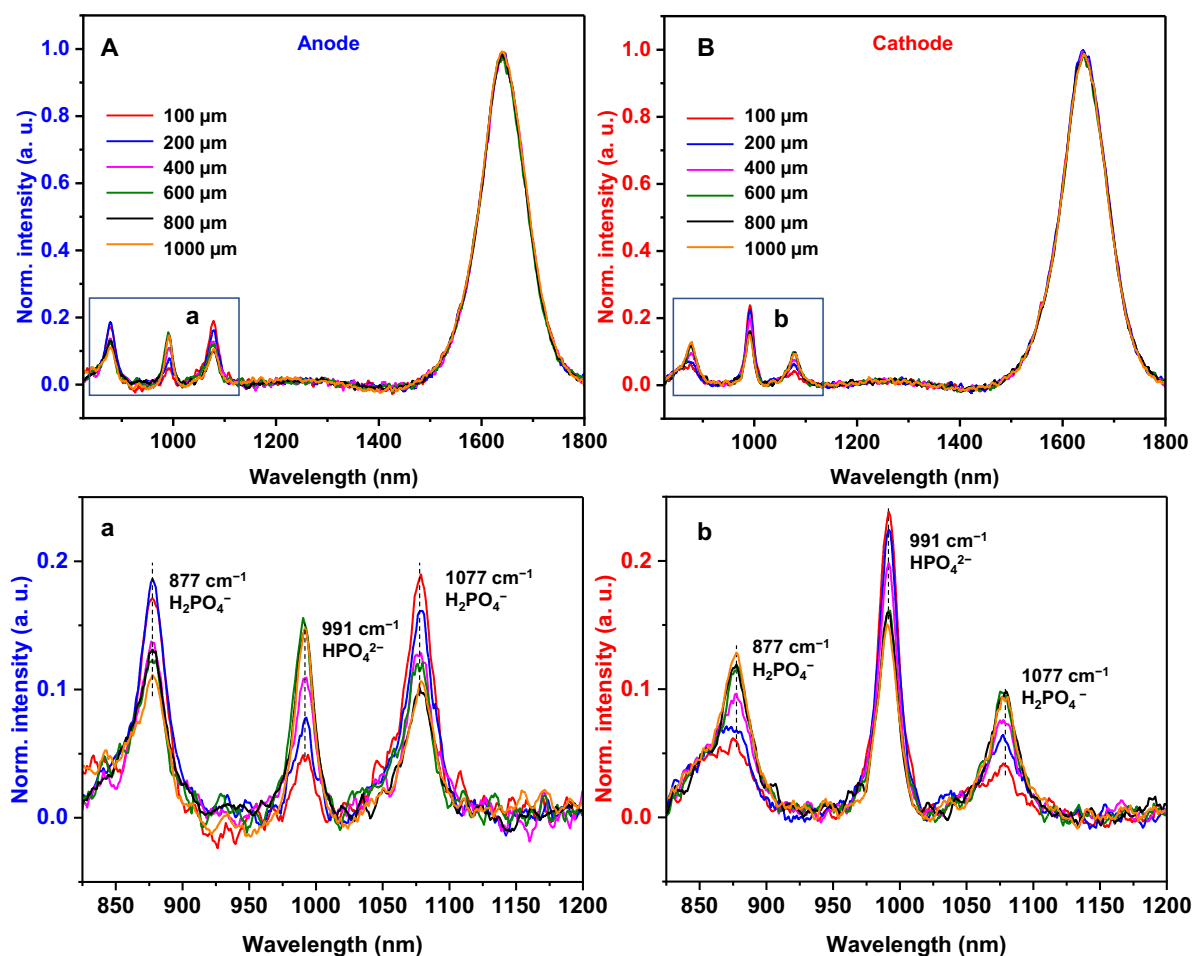 A
Anode
Norm. intensity (a. u.)
1.0
0.8
0.6
0.4
0.2
0.0
100 µm
200 µm
400 µm
600 µm
800 µm
1000 µm
a
1000 1200 1400 1600 1800
Wavelength (nm)
B
Cathode
Norm. intensity (a. u.)
1.0
0.8
0.6
0.4
0.2
0.0
100 µm
200 µm
400 µm
600 µm
800 µm
1000 µm
b
1000 1200 1400 1600 1800
Wavelength (nm)
a
Norm. intensity (a. u.)
0.2
0.1
0.0
877 cm⁻¹
H₂PO₄⁻
991 cm⁻¹
HPO₄²⁻
1077 cm⁻¹
H₂PO₄⁻
850 900 950 1000 1050 1100 1150 1200
Wavelength (nm)
b
Norm. intensity (a. u.)
0.2
0.1
0.0
877 cm⁻¹
H₂PO₄⁻
991 cm⁻¹
HPO₄²⁻
1077 cm⁻¹
H₂PO₄⁻
850 900 950 1000 1050 1100 1150 1200
Wavelength (nm)